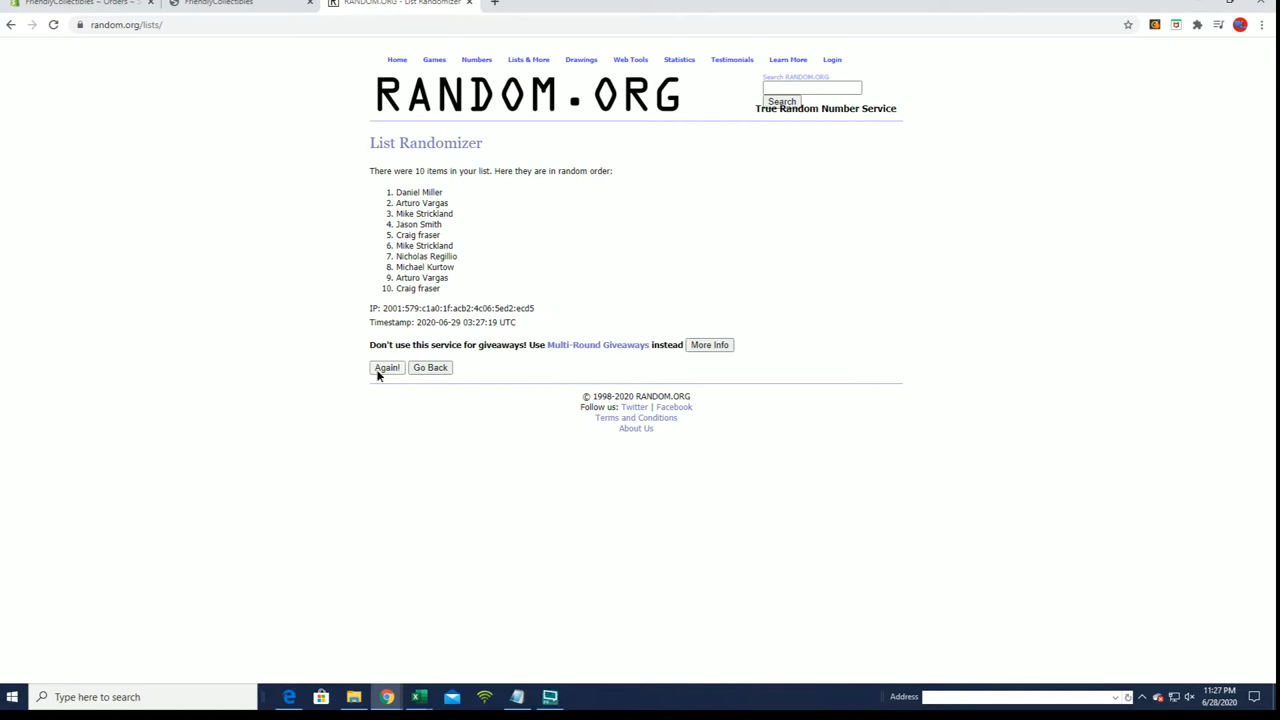 FriendlyCollectibles – Orders –
FriendlyCollectibles
RANDOM.ORG - List Randomizer
random.org/lists/
Home Games Numbers Lists & More Drawings Web Tools Statistics Testimonials Learn More Login
RANDOM.ORG
Search RANDOM.ORG
Search
True Random Number Service
List Randomizer
There were 10 items in your list. Here they are in random order:
1. Daniel Miller
2. Arturo Vargas
3. Mike Strickland
4. Jason Smith
5. Craig fraser
6. Mike Strickland
7. Nicholas Regillio
8. Michael Kurtow
9. Arturo Vargas
10. Craig fraser
IP: 2001:579:c1a0:1f:acb2:4c06:5ed2:ecd5
Timestamp: 2020-06-29 03:27:19 UTC
Don't use this service for giveaways! Use Multi-Round Giveaways instead More Info
Again! Go Back
© 1998-2020 RANDOM.ORG
Follow us: Twitter | Facebook
Terms and Conditions
About Us
Type here to search
Address
11:27 PM
6/28/2020